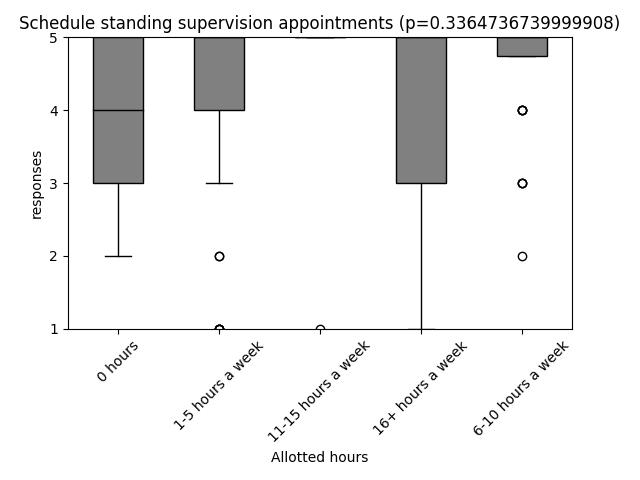 Schedule standing supervision appointments (p=0.3364736739999908)
5
4
3
2
1
responses
0 hours
1-5 hours a week
11-15 hours a week
16+ hours a week
6-10 hours a week
Allotted hours